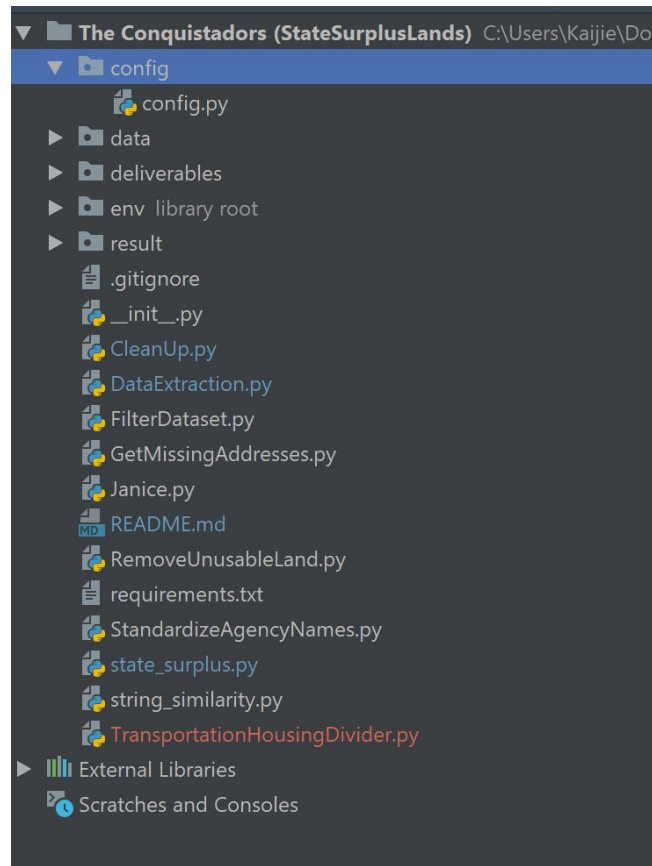 The Conquistadors (StateSurplusLands) C:\Users\Kaijie\Do
config
config.py
data
deliverables
env library root
result
.gitignore
__init__.py
CleanUp.py
DataExtraction.py
FilterDataset.py
GetMissingAddresses.py
Janice.py
MD README.md
RemoveUnusableLand.py
requirements.txt
StandardizeAgencyNames.py
state_surplus.py
string_similarity.py
TransportationHousingDivider.py
External Libraries
Scratches and Consoles